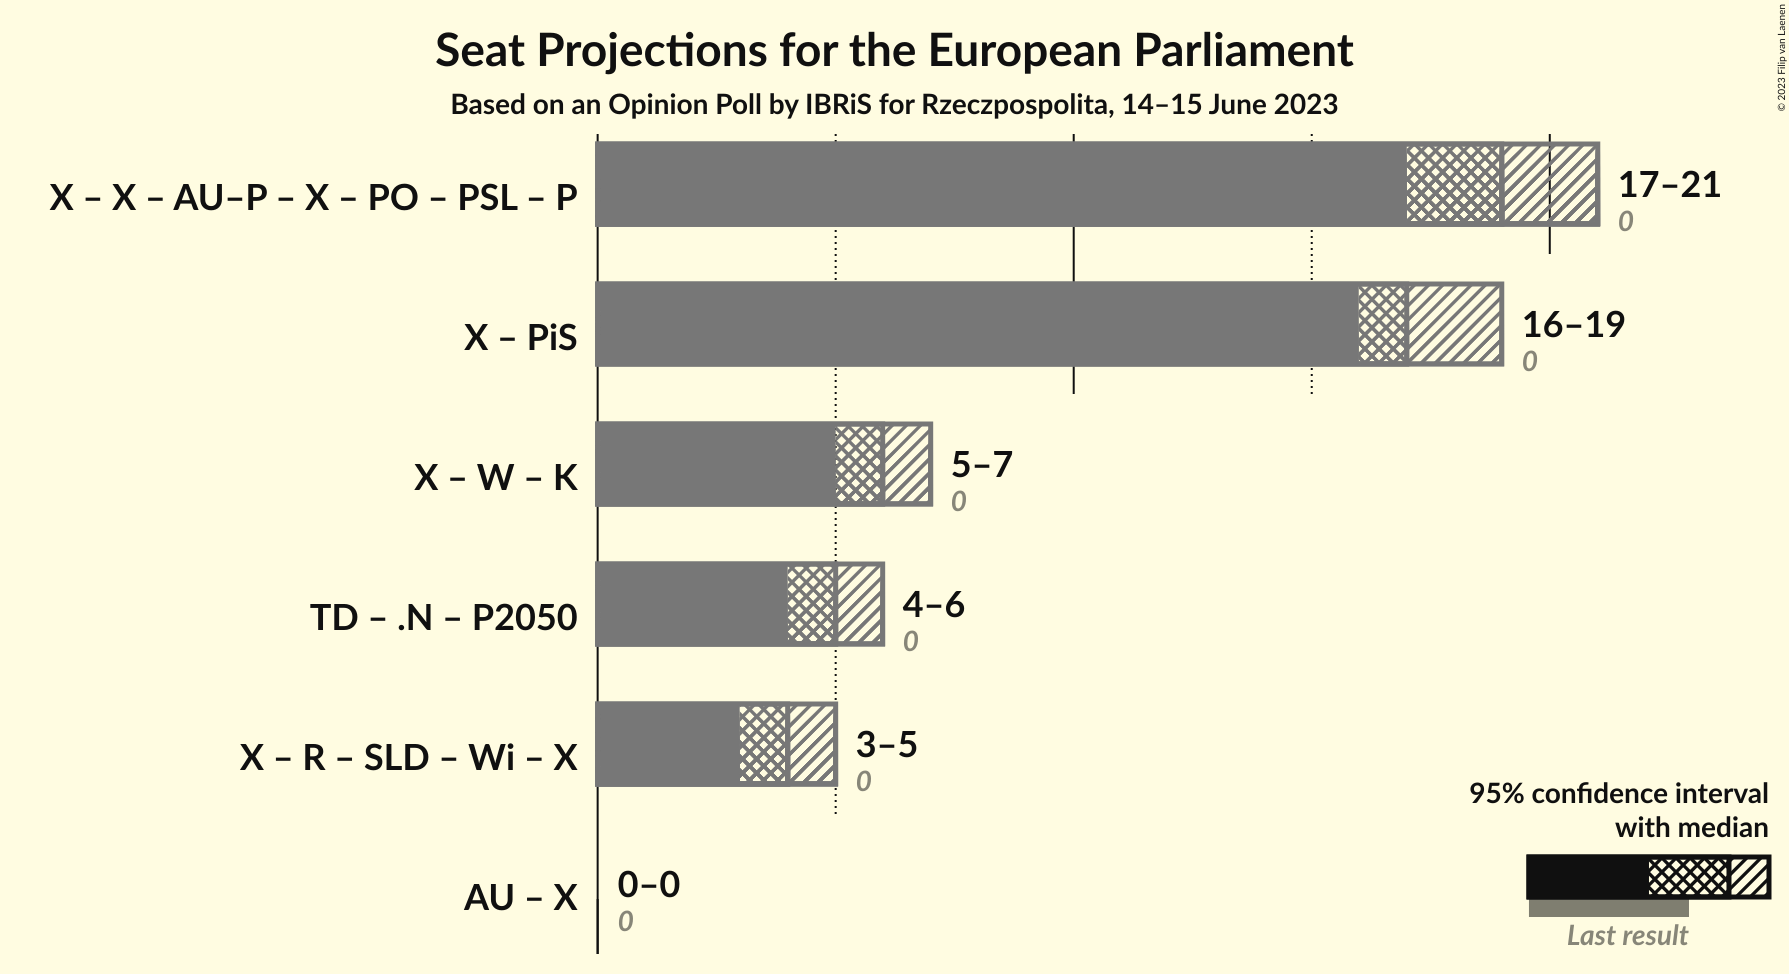 Seat Projections for the European Parliament
Based on an Opinion Poll by IBRiS for Rzeczpospolita, 14–15 June 2023
© 2023 Filip van Laenen
X – X – AU–P – X – PO – PSL – P
17–21
0
X – PiS
16–19
0
X – W – K
5–7
0
TD – .N – P2050
4–6
0
X – R – SLD – Wi – X
3–5
0
AU – X
0–0
0
95% confidence interval
with median
Last result